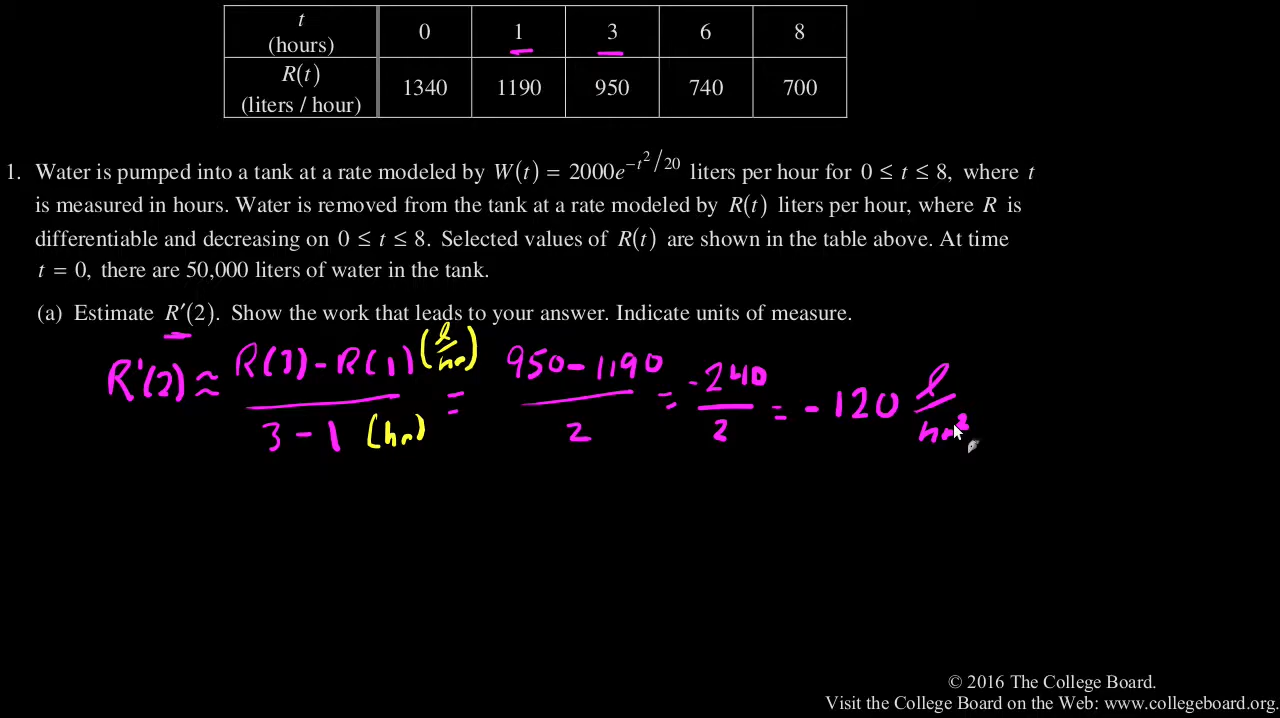 t (hours) 0 1 3 6 8
R(t) (liters / hour) 1340 1190 950 740 700
1. Water is pumped into a tank at a rate modeled by W(t) = 2000e^{-t²/20} liters per hour for 0 ≤ t ≤ 8, where t
is measured in hours. Water is removed from the tank at a rate modeled by R(t) liters per hour, where R is
differentiable and decreasing on 0 ≤ t ≤ 8. Selected values of R(t) are shown in the table above. At time
t = 0, there are 50,000 liters of water in the tank.
(a) Estimate R′(2). Show the work that leads to your answer. Indicate units of measure.
R'(2) ≈ R(3) - R(1) (l/hr) / 3 - 1 (hr) = 950 - 1190 / 2 = -240 / 2 = -120 l/hr²
© 2016 The College Board.
Visit the College Board on the Web: www.collegeboard.org.